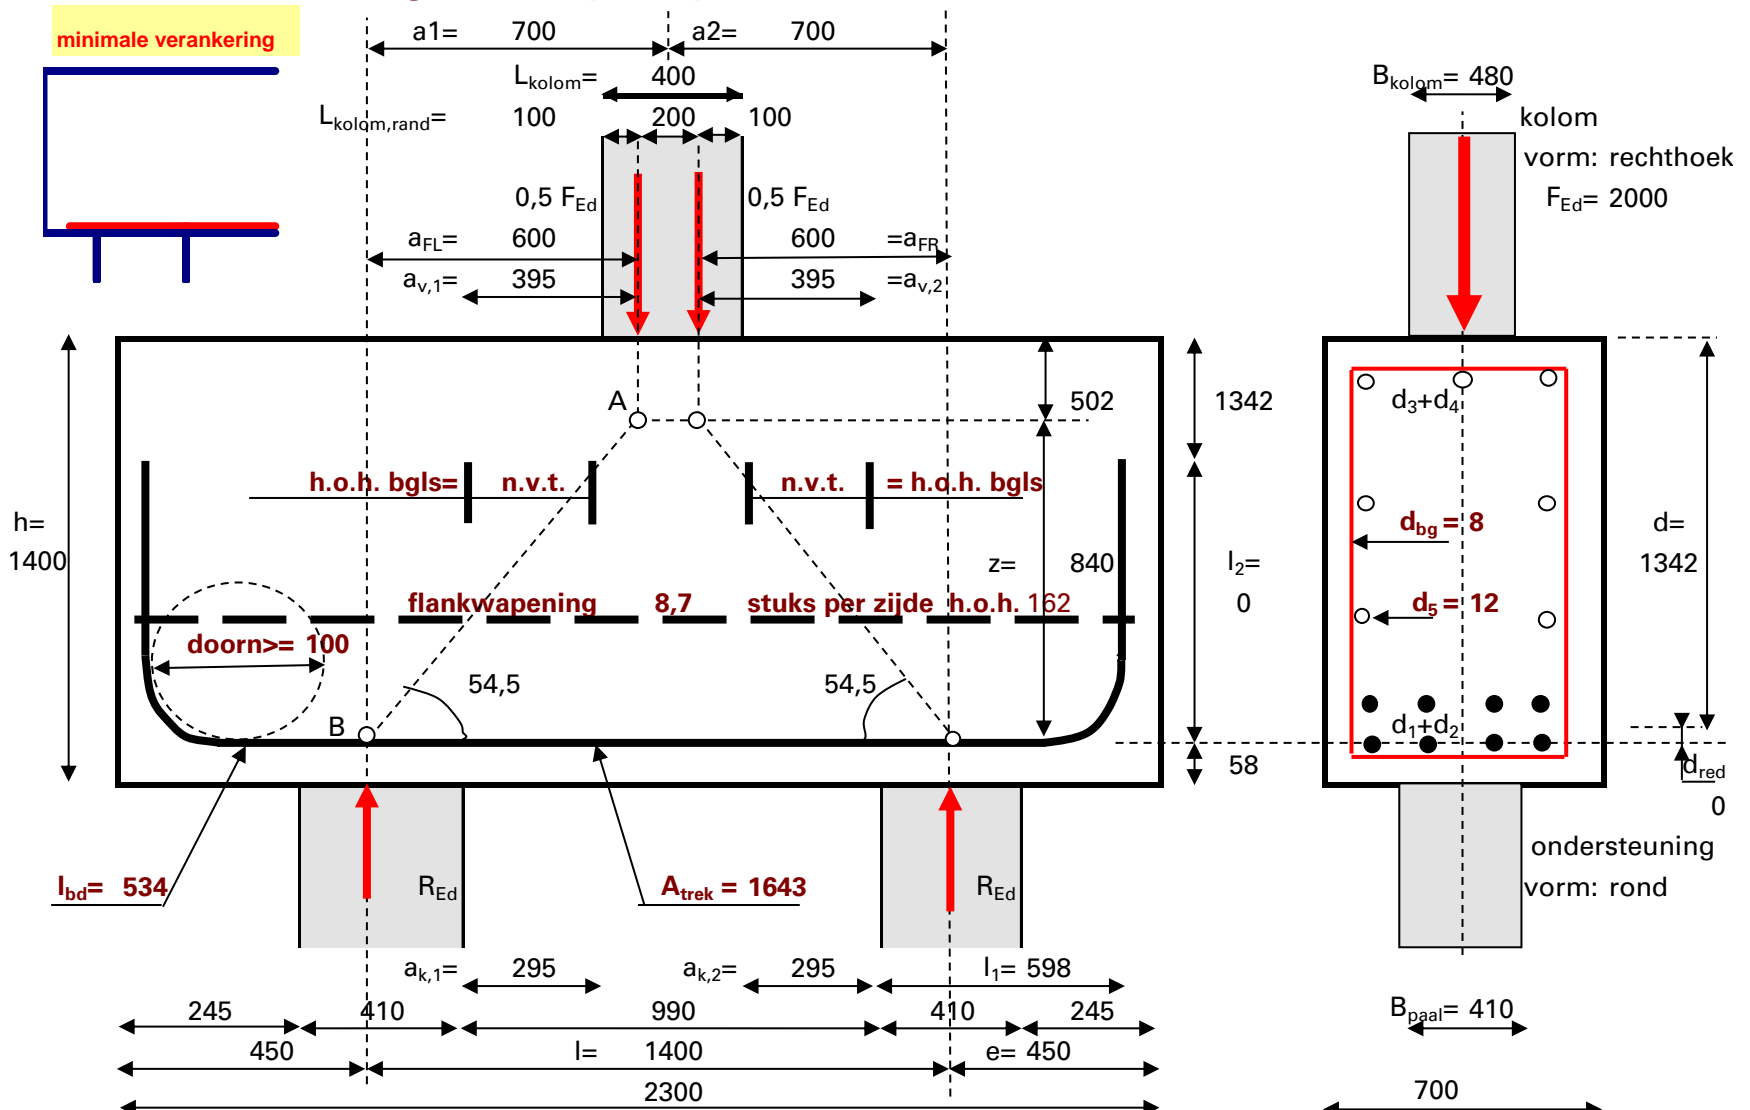 minimale verankering
a1= 700 a2= 700
Lkolom= 400
Lkolom,rand= 100 200 100
0,5 FEd 0,5 FEd
aFL= 600 600 =aFR
av,1= 395 395 =av,2
Bkolom= 480
kolom
vorm: rechthoek
FEd= 2000
A
502
1342
d3+d4
h.o.h. bgls= n.v.t. n.v.t. = h.o.h. bgls
dbg = 8
h=
1400
z= 840
l2=
0
d=
1342
flankwapening 8,7 stuks per zijde h.o.h. 162
d5 = 12
doorn>= 100
54,5 54,5
B
d1+d2
58
dred
0
lbd= 534
REd
Atrek = 1643
REd
ondersteuning
vorm: rond
ak,1= 295 ak,2= 295 l1= 598
245 410 990 410 245
Bpaal= 410
450 l= 1400 e= 450
2300
700